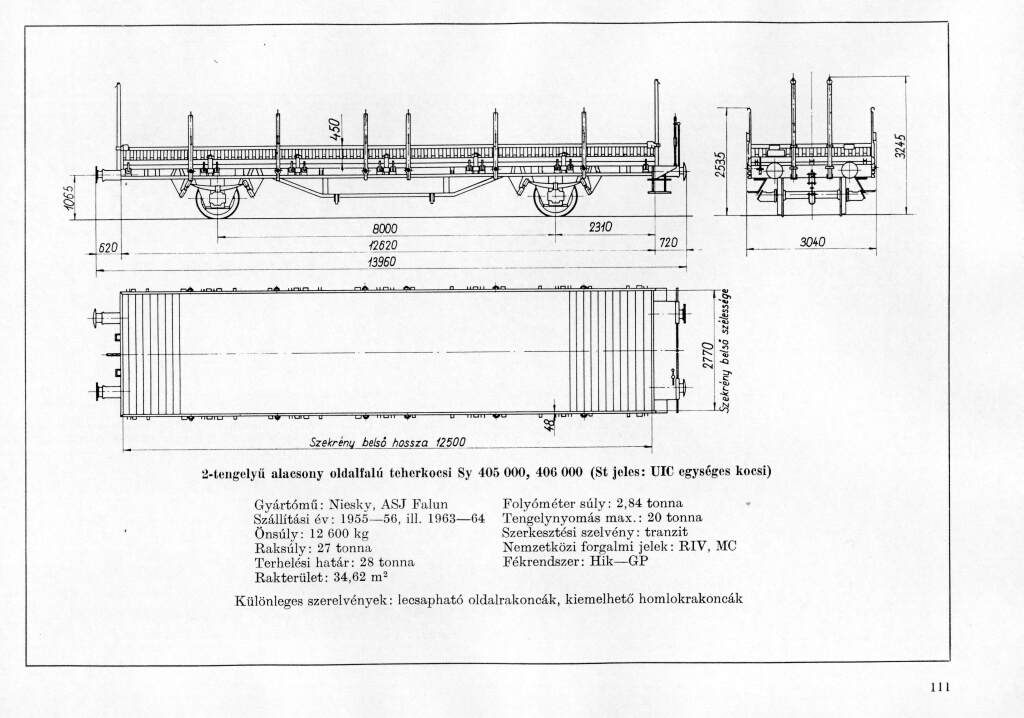 450
1065
2535
3245
8000
2310
620
12620
720
3040
13960
2770
Szekrény belső szélessége
48
Szekrény belső hossza 12500
2-tengelyű alacsony oldalfalú teherkocsi Sy 405 000, 406 000 (St jeles: UIC egységes kocsi)
Gyártómű: Niesky, ASJ Falun
Szállítási év: 1955—56, ill. 1963—64
Önsúly: 12 600 kg
Raksúly: 27 tonna
Terhelési határ: 28 tonna
Rakterület: 34,62 m²
Folyóméter súly: 2,84 tonna
Tengelynyomás max.: 20 tonna
Szerkesztési szelvény: tranzit
Nemzetközi forgalmi jelek: RIV, MC
Fékrendszer: Hik—GP
Különleges szerelvények: lecsapható oldalrakoncák, kiemelhető homlokrakoncák
111